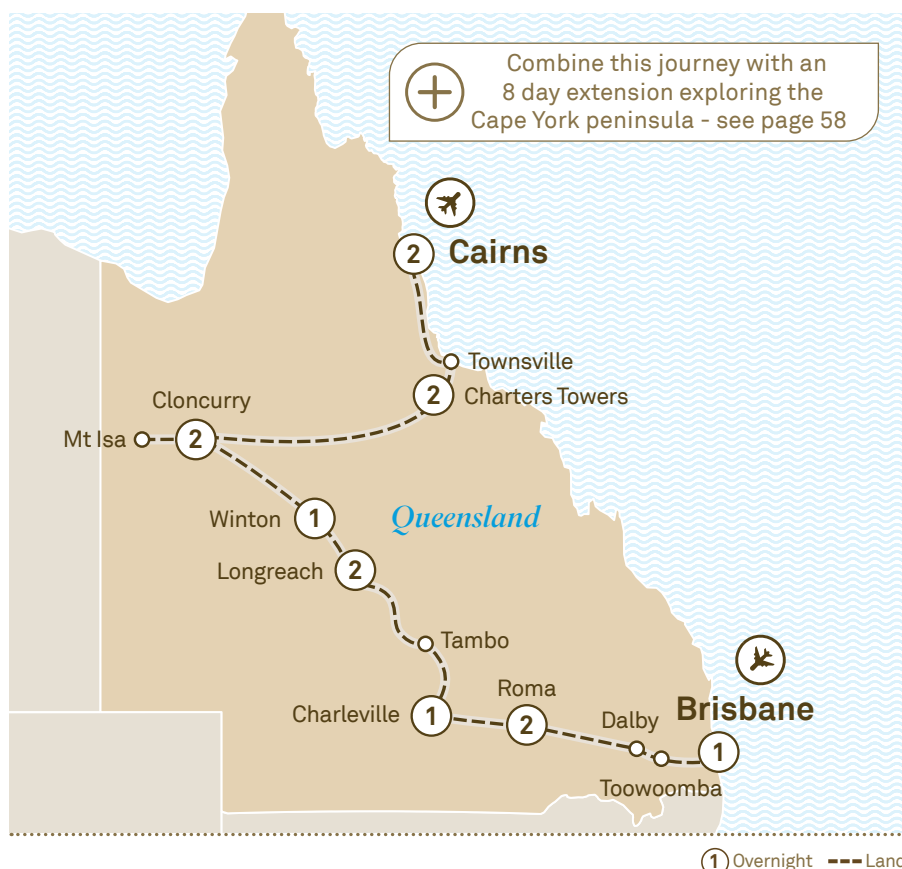 Combine this journey with an
8 day extension exploring the
Cape York peninsula - see page 58
2 Cairns
Townsville
2 Charters Towers
Cloncurry
Mt Isa
2
Winton 1
Queensland
Longreach 2
Tambo
Roma
Charleville 1
2
Dalby
Brisbane
1
Toowoomba
1 Overnight
Land